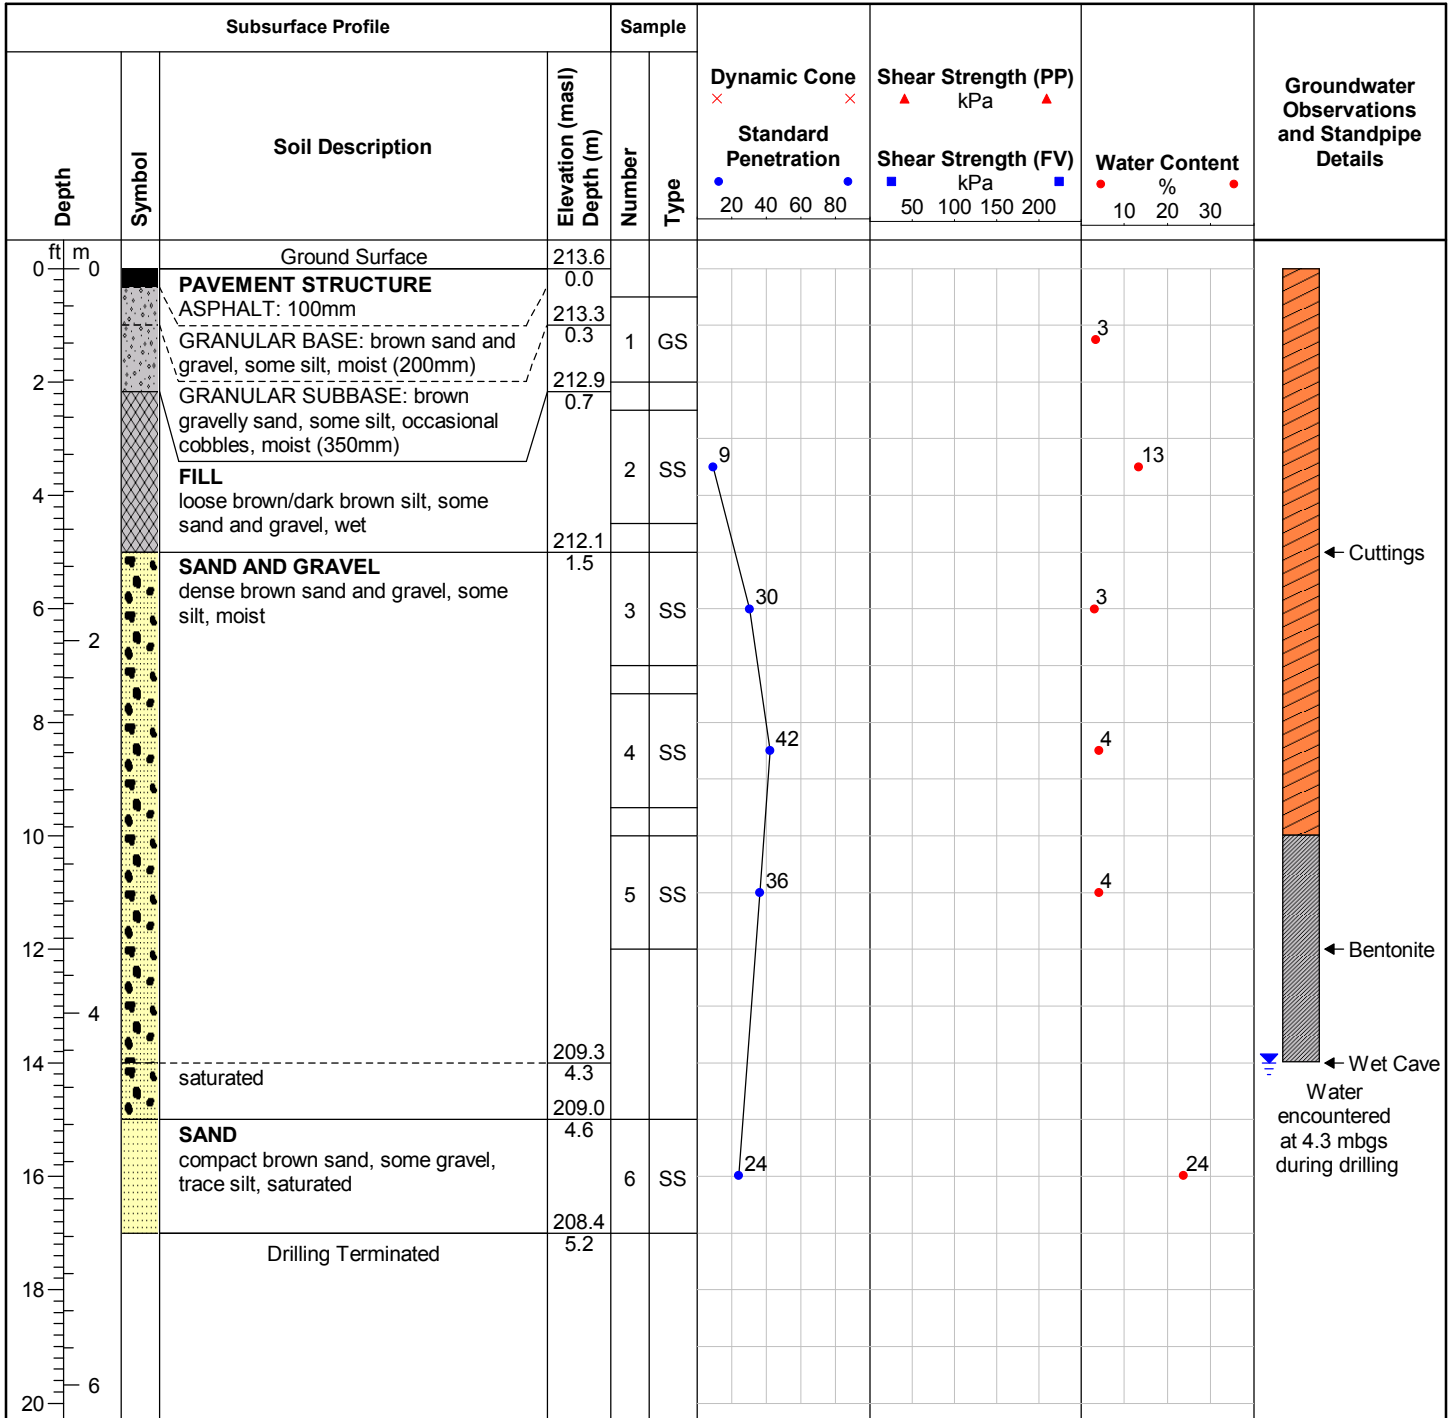 Subsurface Profile
Sample
Depth
Symbol
Soil Description
Elevation (masl)
Depth (m)
Number
Type
Dynamic Cone
Standard
Penetration
20 40 60 80
Shear Strength (PP)
kPa
Shear Strength (FV)
kPa
50 100 150 200
Water Content
%
10 20 30
Groundwater
Observations
and Standpipe
Details
ft m
Ground Surface
213.6
0 0
0.0
PAVEMENT STRUCTURE
ASPHALT: 100mm
213.3
0.3
GRANULAR BASE: brown sand and
gravel, some silt, moist (200mm)
1 GS
3
2
212.9
0.7
GRANULAR SUBBASE: brown
gravelly sand, some silt, occasional
cobbles, moist (350mm)
FILL
loose brown/dark brown silt, some
sand and gravel, wet
2 SS
9
13
4
212.1
1.5
Cuttings
SAND AND GRAVEL
dense brown sand and gravel, some
silt, moist
6
3 SS
30
3
2
8
4 SS
42
4
10
5 SS
36
4
12
Bentonite
4
209.3
14
4.3
saturated
Wet Cave
Water
encountered
at 4.3 mbgs
during drilling
209.0
4.6
SAND
compact brown sand, some gravel,
trace silt, saturated
16
6 SS
24
24
208.4
5.2
Drilling Terminated
18
6
20